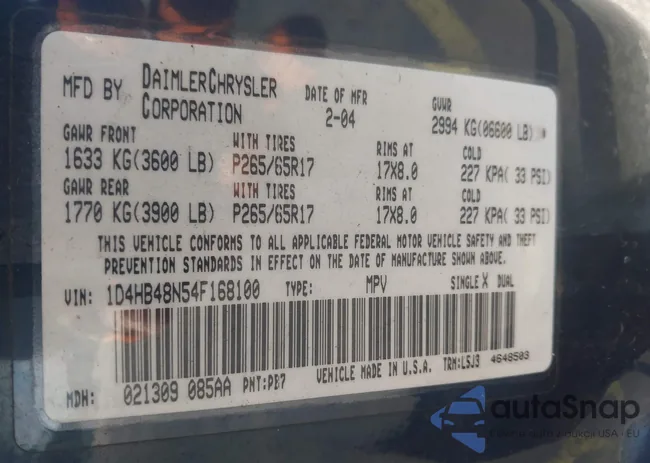 MFD BY DAIMLERCHRYSLER CORPORATION DATE OF MFR 2-04 GVWR 2994 KG(06600 LB)
GAWR FRONT WITH TIRES RIMS AT COLD
1633 KG(3600 LB) P265/65R17 17X8.0 227 KPA( 33 PSI)
GAWR REAR WITH TIRES RIMS AT COLD
1770 KG(3900 LB) P265/65R17 17X8.0 227 KPA( 33 PSI)
THIS VEHICLE CONFORMS TO ALL APPLICABLE FEDERAL MOTOR VEHICLE SAFETY AND THEFT
PREVENTION STANDARDS IN EFFECT ON THE DATE OF MANUFACTURE SHOWN ABOVE.
VIN: 1D4HB48N54F168100 TYPE: MPV SINGLE X DUAL
MDH: 021309 085AA PNT:PB7 VEHICLE MADE IN U.S.A. TRM:LSJ3 4648503
autoSnap
США · EU